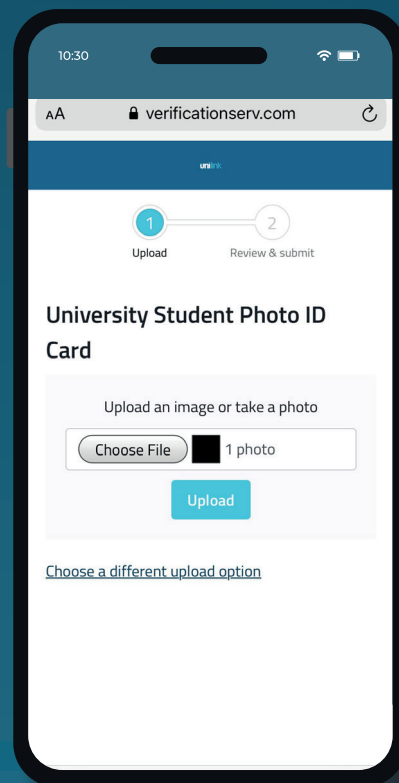 10:30
AA verificationserv.com
unilink
1 2
Upload Review & submit
University Student Photo ID
Card
Upload an image or take a photo
Choose File 1 photo
Upload
Choose a different upload option